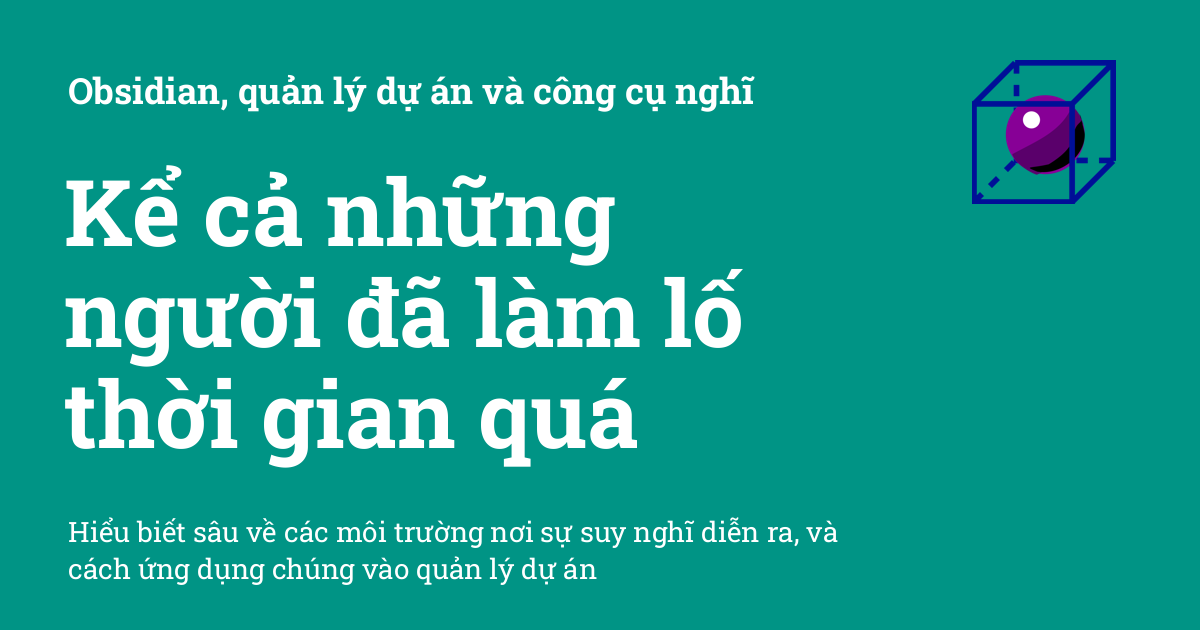 Obsidian, quản lý dự án và công cụ nghĩ
Kể cả những
người đã làm lố
thời gian quá
Hiểu biết sâu về các môi trường nơi sự suy nghĩ diễn ra, và
cách ứng dụng chúng vào quản lý dự án